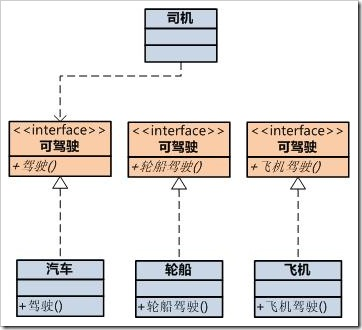 司机
<<interface>>
可驾驶
+驾驶()
<<interface>>
可驾驶
+轮船驾驶()
<<interface>>
可驾驶
+飞机驾驶()
汽车
+驾驶()
轮船
+轮船驾驶()
飞机
+飞机驾驶()